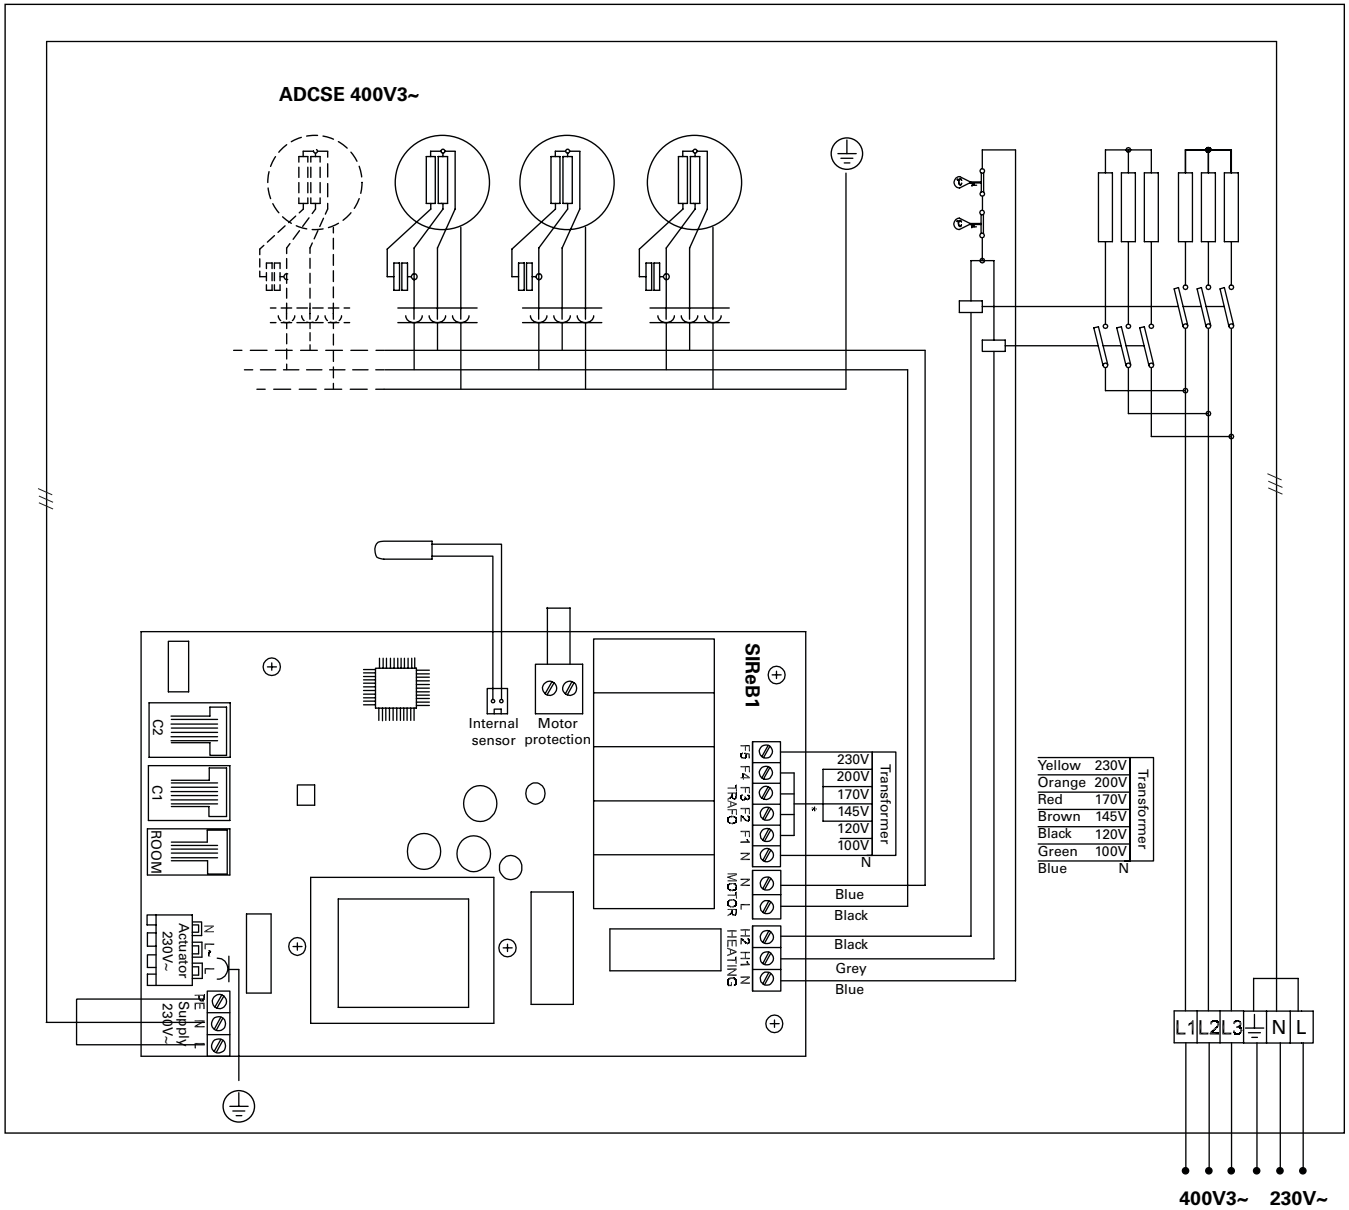 ADCSE 400V3~
SIReB1
Internal
sensor
Motor
protection
C2
C1
ROOM
F5
F4
F3
F2
F1
N
TRAFO
230V
200V
170V
145V
120V
100V
N
*
Transformer
Yellow 230V
Orange 200V
Red 170V
Brown 145V
Black 120V
Green 100V
Blue N
Transformer
N
L
MOTOR
Blue
Black
H2
H1
N
HEATING
Black
Grey
Blue
N
L~
L
Actuator
230V~
PE
N
L
Supply
230V~
L1 L2 L3 N L
400V3~ 230V~